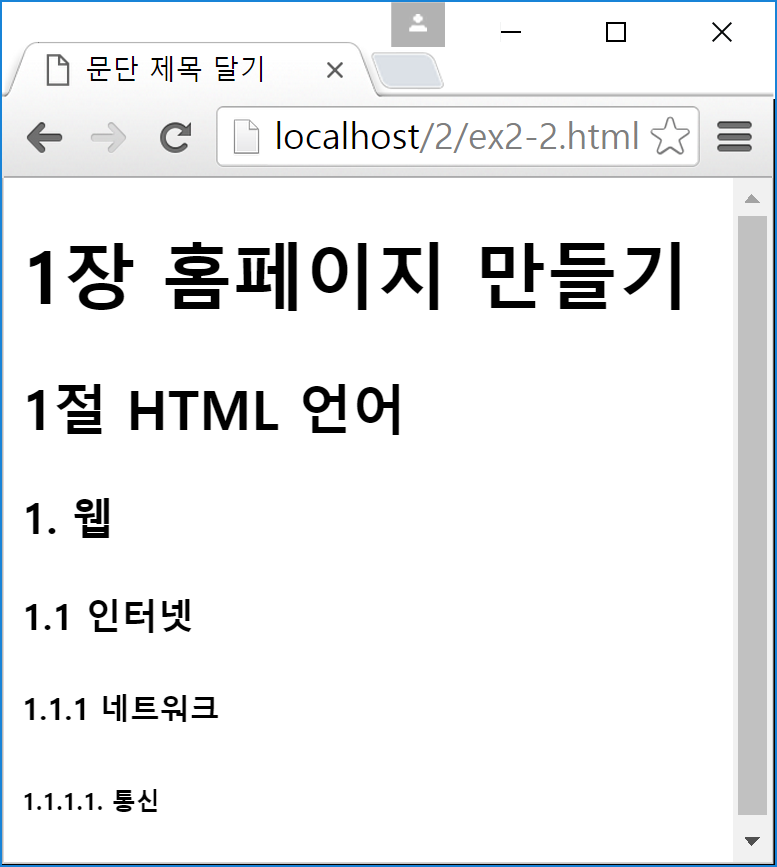 문단 제목 달기
localhost/2/ex2-2.html
1장 홈페이지 만들기
1절 HTML 언어
1. 웹
1.1 인터넷
1.1.1 네트워크
1.1.1.1. 통신